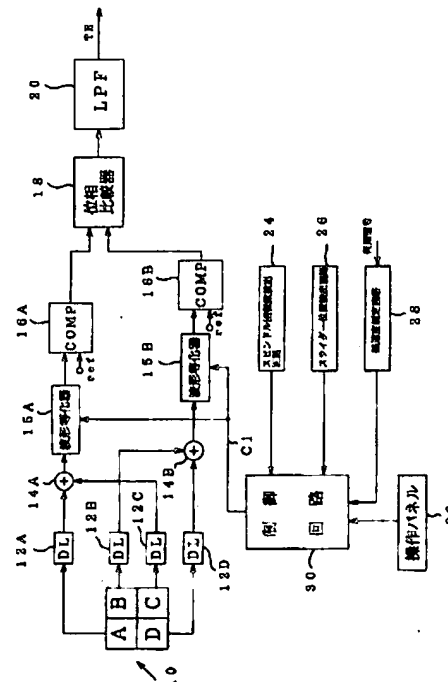 TE
20
LPF
18
位相
比較器
16A
COMP
ref
16B
COMP
ref
15A
波形等化器
15B
波形等化器
14A
+
14B
+
12A
DL
12B
DL
12C
DL
12D
DL
A
B
C
D
10
C1
24
26
28
制御
回路
30
操作パネル